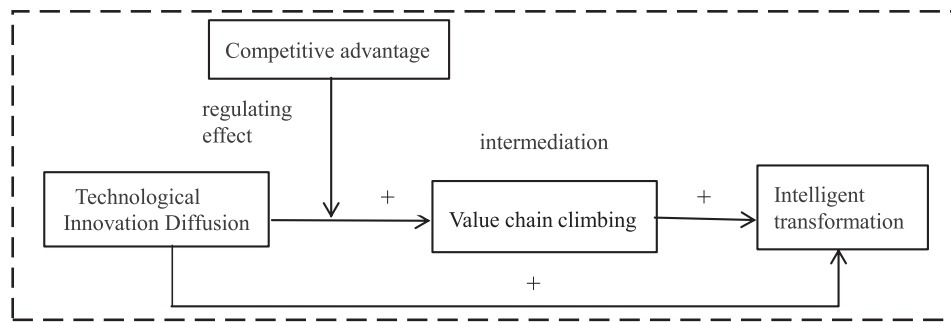 Competitive advantage
regulating
effect
intermediation
Technological
Innovation Diffusion
+
Value chain climbing
+
Intelligent
transformation
+